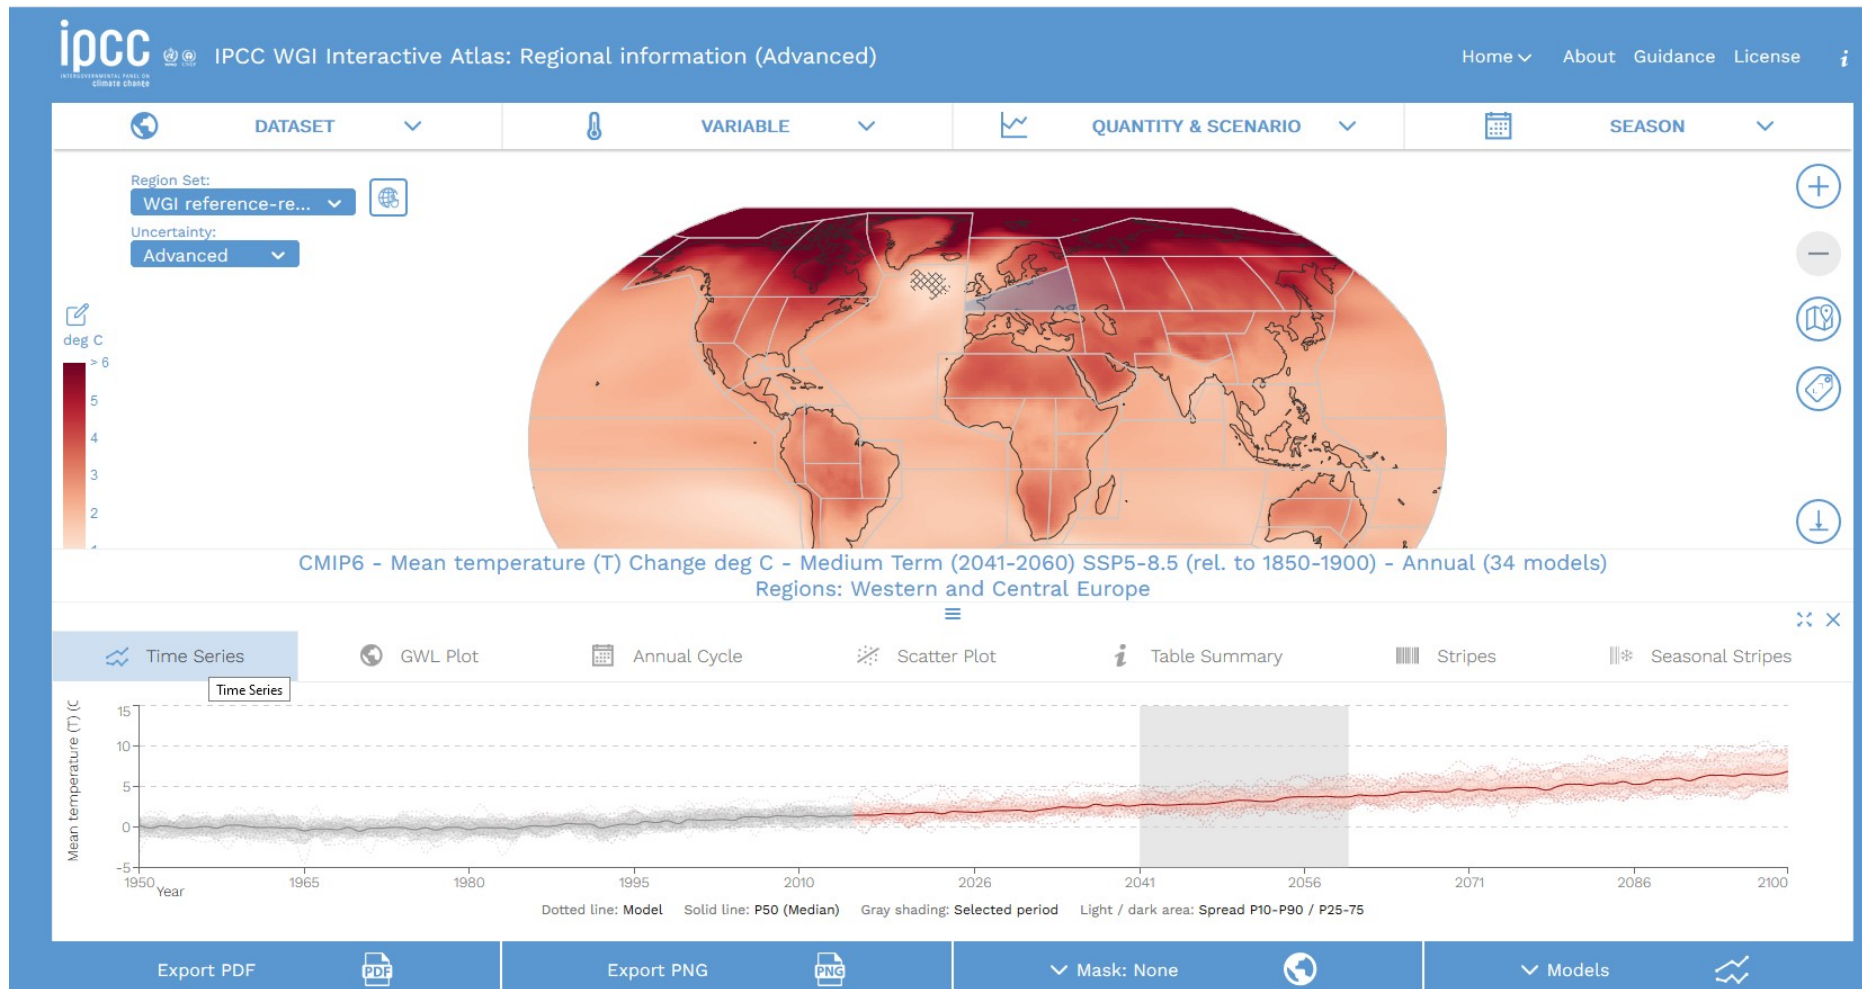 ipcc
INTERGOVERNMENTAL PANEL ON
climate change
IPCC WGI Interactive Atlas: Regional information (Advanced)
Home About Guidance License i
DATASET VARIABLE QUANTITY & SCENARIO SEASON
Region Set:
WGI reference-re...
Uncertainty:
Advanced
deg C
> 6
5
4
3
2
CMIP6 - Mean temperature (T) Change deg C - Medium Term (2041-2060) SSP5-8.5 (rel. to 1850-1900) - Annual (34 models)
Regions: Western and Central Europe
Time Series GWL Plot Annual Cycle Scatter Plot i Table Summary Stripes Seasonal Stripes
Time Series
Mean temperature (T) (C
15
10
5
0
-5
1950 1965 1980 1995 2010 2026 2041 2056 2071 2086 2100
Year
Dotted line: Model Solid line: P50 (Median) Gray shading: Selected period Light / dark area: Spread P10-P90 / P25-75
Export PDF PDF Export PNG PNG Mask: None Models